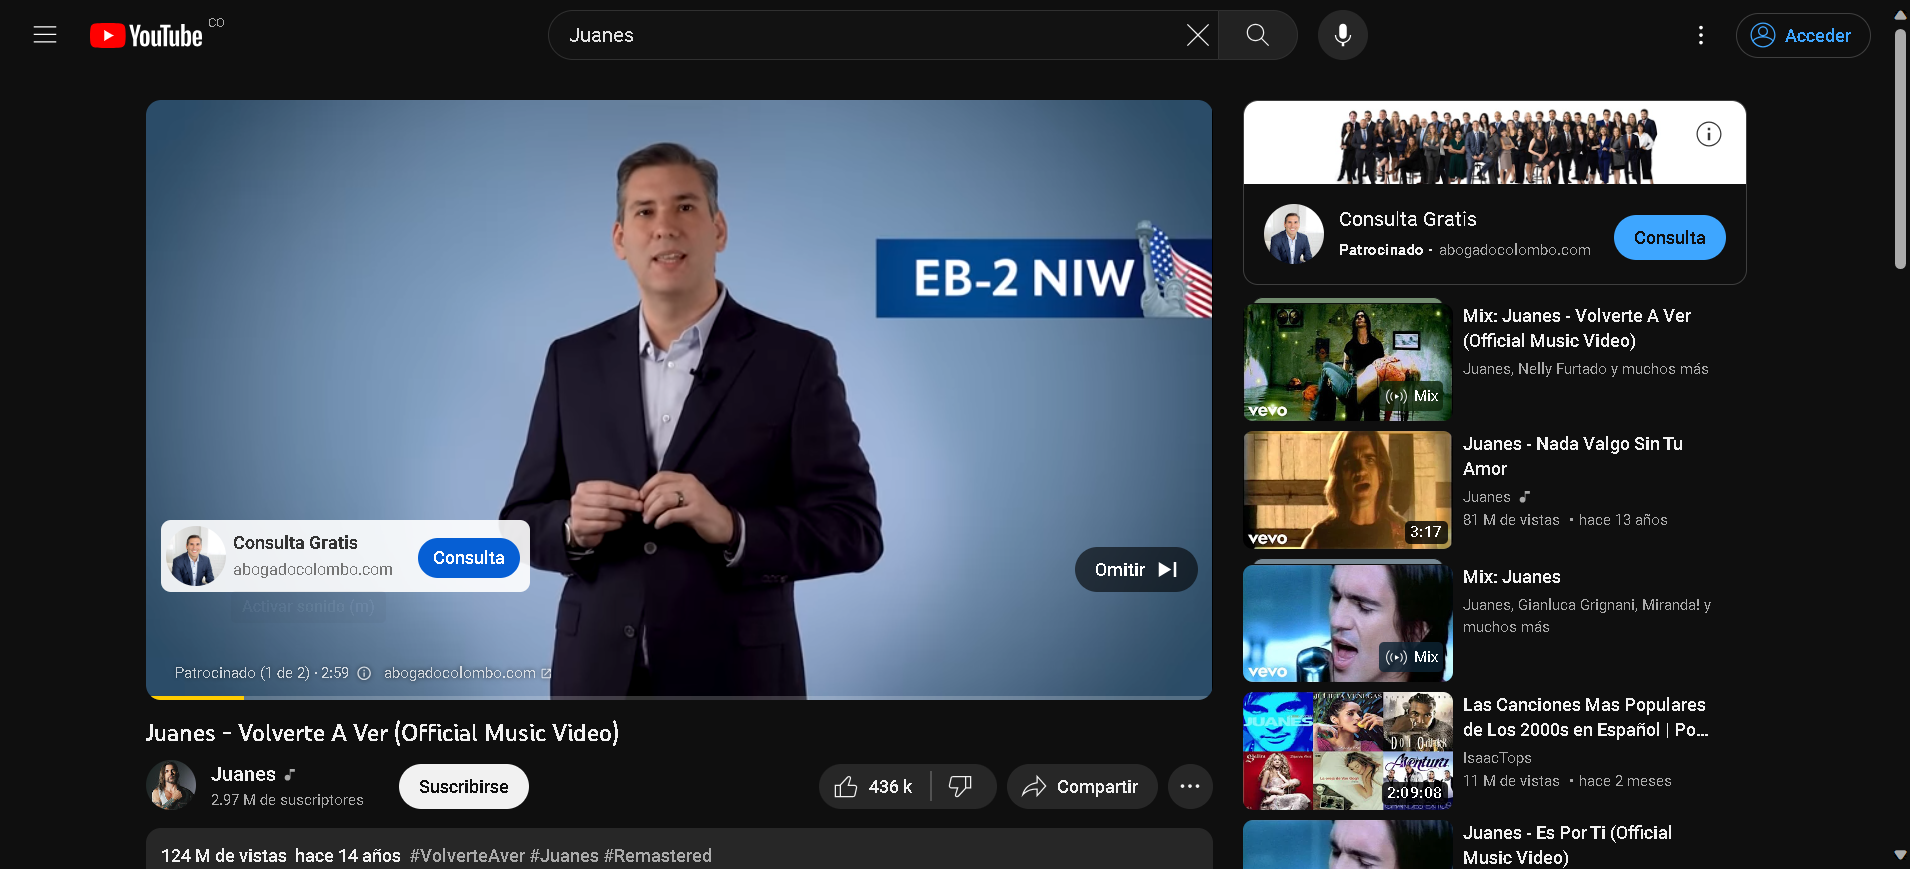 YouTube CO
Juanes
Acceder
EB-2 NIW
Consulta Gratis
abogadocolombo.com
Consulta
Omitir
Activar sonido (m)
Patrocinado (1 de 2) · 2:59
abogadocolombo.com
Juanes - Volverte A Ver (Official Music Video)
Juanes
2.97 M de suscriptores
Suscribirse
436 k
Compartir
124 M de vistas hace 14 años #VolverteAver #Juanes #Remastered
Consulta Gratis
Patrocinado · abogadocolombo.com
Consulta
Mix: Juanes - Volverte A Ver
(Official Music Video)
Juanes, Nelly Furtado y muchos más
vevo
Mix
Juanes - Nada Valgo Sin Tu
Amor
Juanes
81 M de vistas • hace 13 años
vevo
3:17
Mix: Juanes
Juanes, Gianluca Grignani, Miranda! y
muchos más
vevo
Mix
Las Canciones Mas Populares
de Los 2000s en Español | Po...
IsaacTops
11 M de vistas • hace 2 meses
JUANES
JULIETA VENEGAS
DON OMAR
Shakira
Aventura
2:09:08
Juanes - Es Por Ti (Official
Music Video)